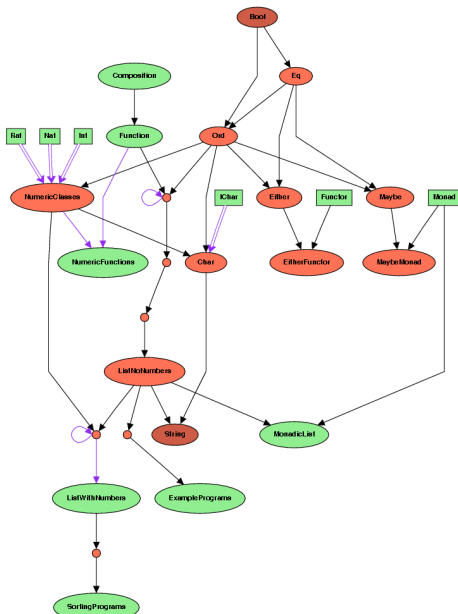 Bool
Composition
Eq
Rat
Nat
Int
Function
Ord
NumericClasses
IChar
Either
Functor
Maybe
Monad
NumericFunctions
Char
EitherFunctor
MaybeMonad
ListNoNumbers
String
MonadicList
ListWithNumbers
ExamplePrograms
SortingPrograms